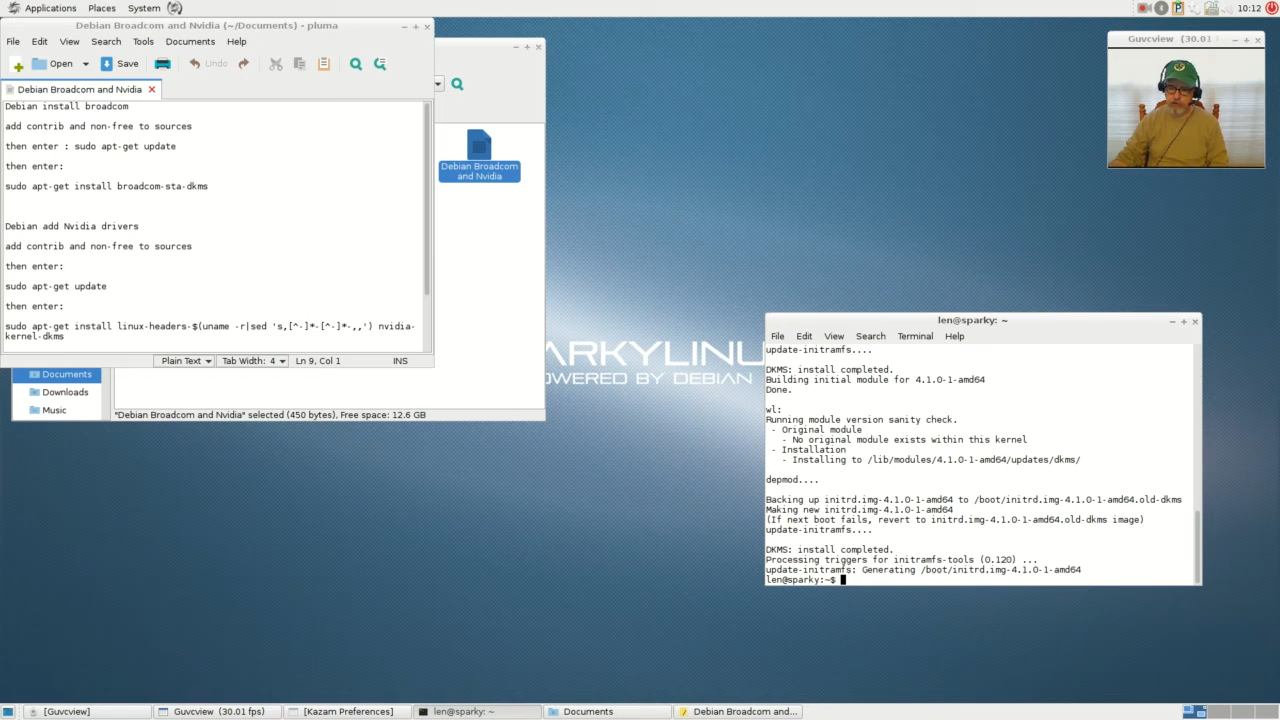 Applications Places System
10:12
Debian Broadcom and Nvidia (~/Documents) - pluma
File Edit View Search Tools Documents Help
Open Save Undo
Debian Broadcom and Nvidia
Debian install broadcom
add contrib and non-free to sources
then enter : sudo apt-get update
then enter:
sudo apt-get install broadcom-sta-dkms
Debian add Nvidia drivers
add contrib and non-free to sources
then enter:
sudo apt-get update
then enter:
sudo apt-get install linux-headers-$(uname -r|sed 's,[^-]*-[^-]*-,,') nvidia-
kernel-dkms
Plain Text Tab Width: 4 Ln 9, Col 1 INS
Debian Broadcom
and Nvidia
Documents
Downloads
Music
"Debian Broadcom and Nvidia" selected (450 bytes), Free space: 12.6 GB
ARKYLINU
OWERED BY DEBIAN
Guvcview (30.01
len@sparky: ~
File Edit View Search Terminal Help
update-initramfs....
DKMS: install completed.
Building initial module for 4.1.0-1-amd64
Done.
wl:
Running module version sanity check.
- Original module
- No original module exists within this kernel
- Installation
- Installing to /lib/modules/4.1.0-1-amd64/updates/dkms/
depmod....
Backing up initrd.img-4.1.0-1-amd64 to /boot/initrd.img-4.1.0-1-amd64.old-dkms
Making new initrd.img-4.1.0-1-amd64
(If next boot fails, revert to initrd.img-4.1.0-1-amd64.old-dkms image)
update-initramfs....
DKMS: install completed.
Processing triggers for initramfs-tools (0.120) ...
update-initramfs: Generating /boot/initrd.img-4.1.0-1-amd64
len@sparky:~$
[Guvcview] Guvcview (30.01 fps) [Kazam Preferences] len@sparky: ~ Documents Debian Broadcom an...